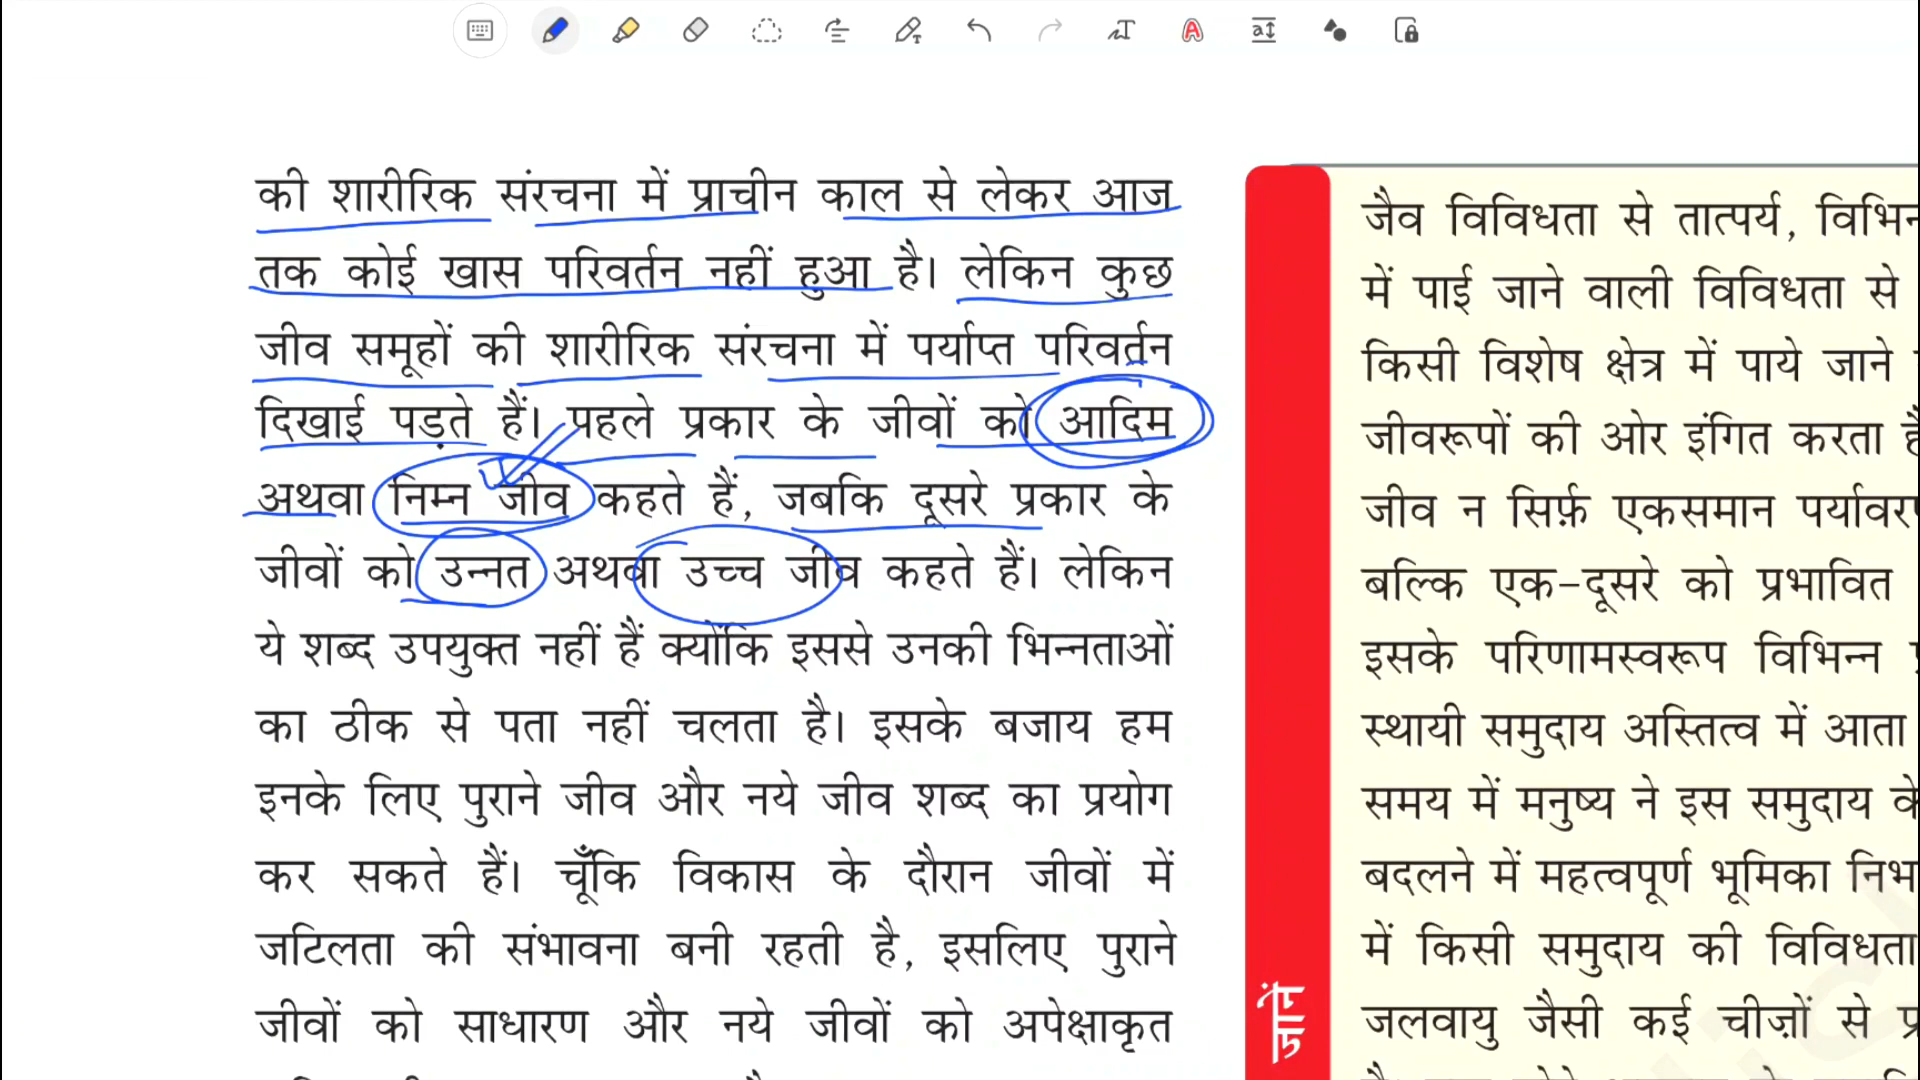 की शारीरिक संरचना में प्राचीन काल से लेकर आज
तक कोई खास परिवर्तन नहीं हुआ है। लेकिन कुछ
जीव समूहों की शारीरिक संरचना में पर्याप्त परिवर्तन
दिखाई पड़ते हैं। पहले प्रकार के जीवों को आदिम
अथवा निम्न जीव कहते हैं, जबकि दूसरे प्रकार के
जीवों को उन्नत अथवा उच्च जीव कहते हैं। लेकिन
ये शब्द उपयुक्त नहीं हैं क्योंकि इससे उनकी भिन्नताओं
का ठीक से पता नहीं चलता है। इसके बजाय हम
इनके लिए पुराने जीव और नये जीव शब्द का प्रयोग
कर सकते हैं। चूँकि विकास के दौरान जीवों में
जटिलता की संभावना बनी रहती है, इसलिए पुराने
जीवों को साधारण और नये जीवों को अपेक्षाकृत
जानें
जैव विविधता से तात्पर्य,
में पाई जाने वाली विविधता से
किसी विशेष क्षेत्र में पाये जाने
जीवरूपों की ओर इंगित करता
जीव न सिर्फ़ एकसमान
बल्कि एक-दूसरे को प्रभावित
इसके परिणामस्वरूप विभिन्न
स्थायी समुदाय अस्तित्व में आता
समय में मनुष्य ने इस समुदाय
बदलने में महत्वपूर्ण भूमिका
में किसी समुदाय की विविधता
जलवायु जैसी कई चीज़ों से